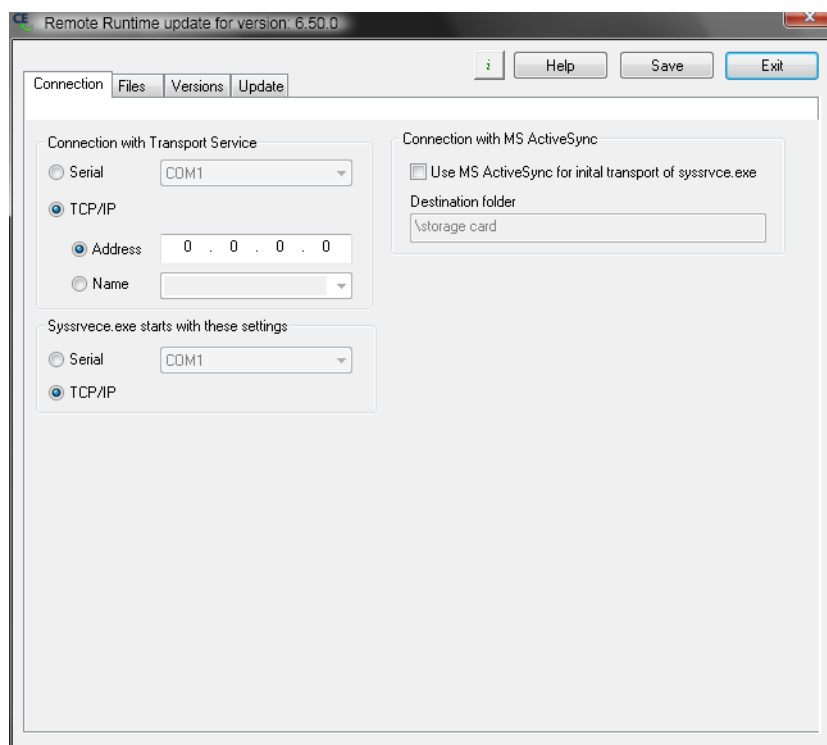 CE Remote Runtime update for version: 6.50.0
i Help Save Exit
Connection Files Versions Update
Connection with Transport Service
Serial COM1
TCP/IP
Address 0 . 0 . 0 . 0
Name
Syssrvece.exe starts with these settings
Serial COM1
TCP/IP
Connection with MS ActiveSync
Use MS ActiveSync for inital transport of syssrvce.exe
Destination folder
\storage card